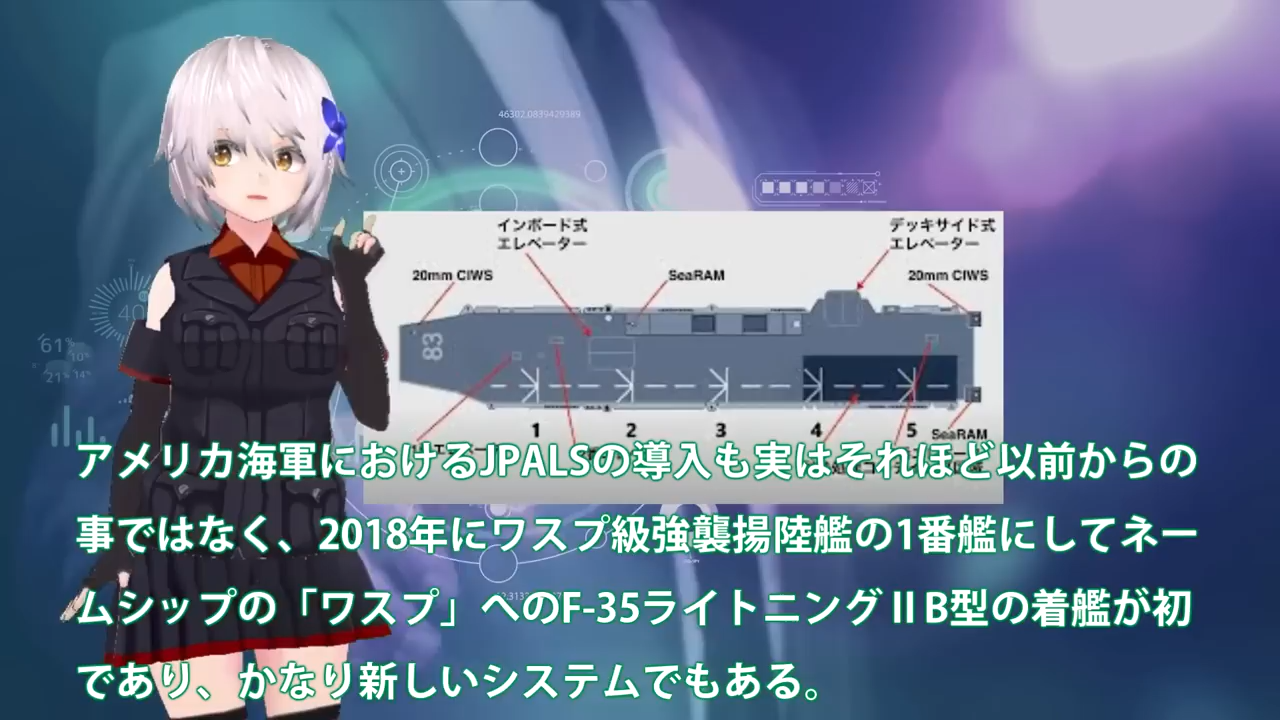 46302.0839429389
インボード式
エレベーター
デッキサイド式
エレベーター
20mm CIWS
SeaRAM
20mm CIWS
83
40
61%
10%
21%
14%
1
2
3
4
5
SeaRAM
アメリカ海軍におけるJPALSの導入も実はそれほど以前からの
事ではなく、2018年にワスプ級強襲揚陸艦の1番艦にしてネー
ムシップの「ワスプ」へのF-35ライトニングⅡB型の着艦が初
であり、かなり新しいシステムでもある。